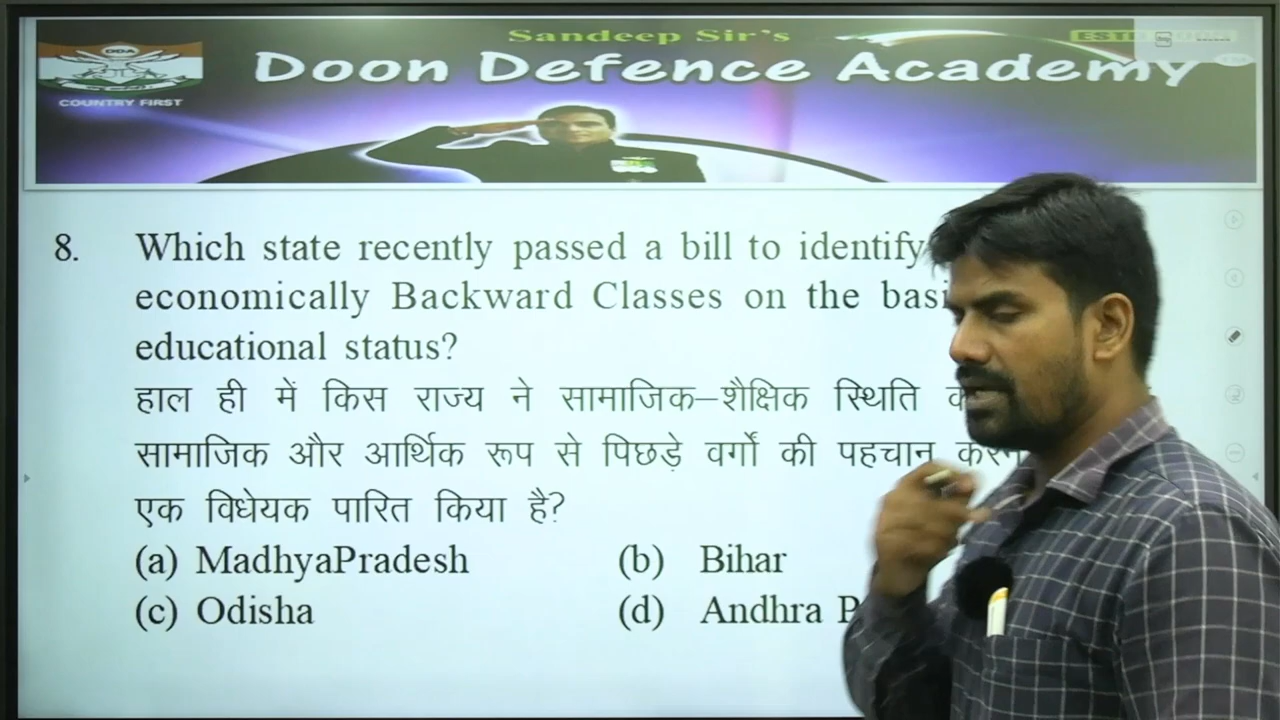 Sandeep Sir's
Doon Defence Academy
DDA
COUNTRY FIRST
8. Which state recently passed a bill to identify
economically Backward Classes on the
educational status?
हाल ही में किस राज्य ने सामाजिक–शैक्षिक स्थिति
सामाजिक और आर्थिक रूप से पिछड़े वर्गों की पहचान
एक विधेयक पारित किया है?
(a) MadhyaPradesh (b) Bihar
(c) Odisha (d) Andhra